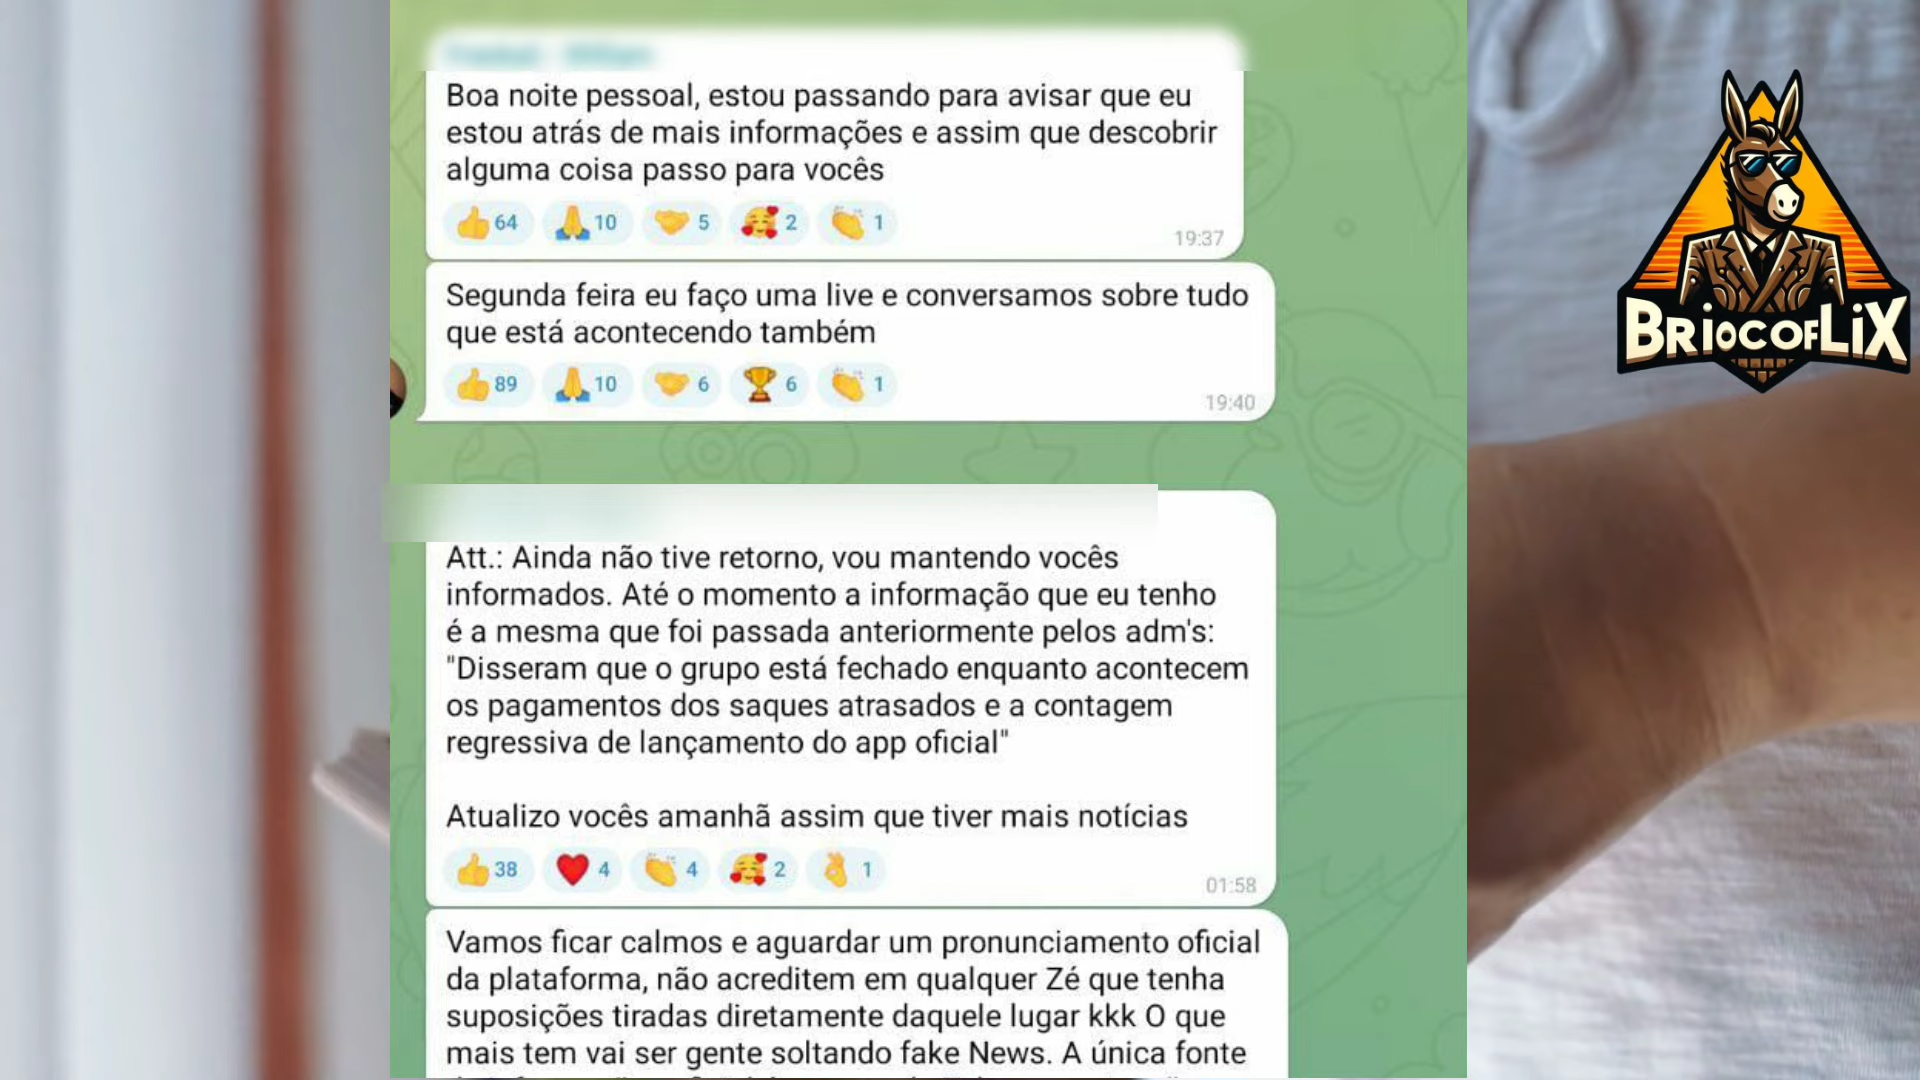 Boa noite pessoal, estou passando para avisar que eu
estou atrás de mais informações e assim que descobrir
alguma coisa passo para vocês
64 10 5 2 1
19:37
Segunda feira eu faço uma live e conversamos sobre tudo
que está acontecendo também
89 10 6 6 1
19:40
Att.: Ainda não tive retorno, vou mantendo vocês
informados. Até o momento a informação que eu tenho
é a mesma que foi passada anteriormente pelos adm's:
"Disseram que o grupo está fechado enquanto acontecem
os pagamentos dos saques atrasados e a contagem
regressiva de lançamento do app oficial"
Atualizo vocês amanhã assim que tiver mais notícias
38 4 4 2 1
01:58
Vamos ficar calmos e aguardar um pronunciamento oficial
da plataforma, não acreditem em qualquer Zé que tenha
suposições tiradas diretamente daquele lugar kkk O que
mais tem vai ser gente soltando fake News. A única fonte
BRiOCOFLiX